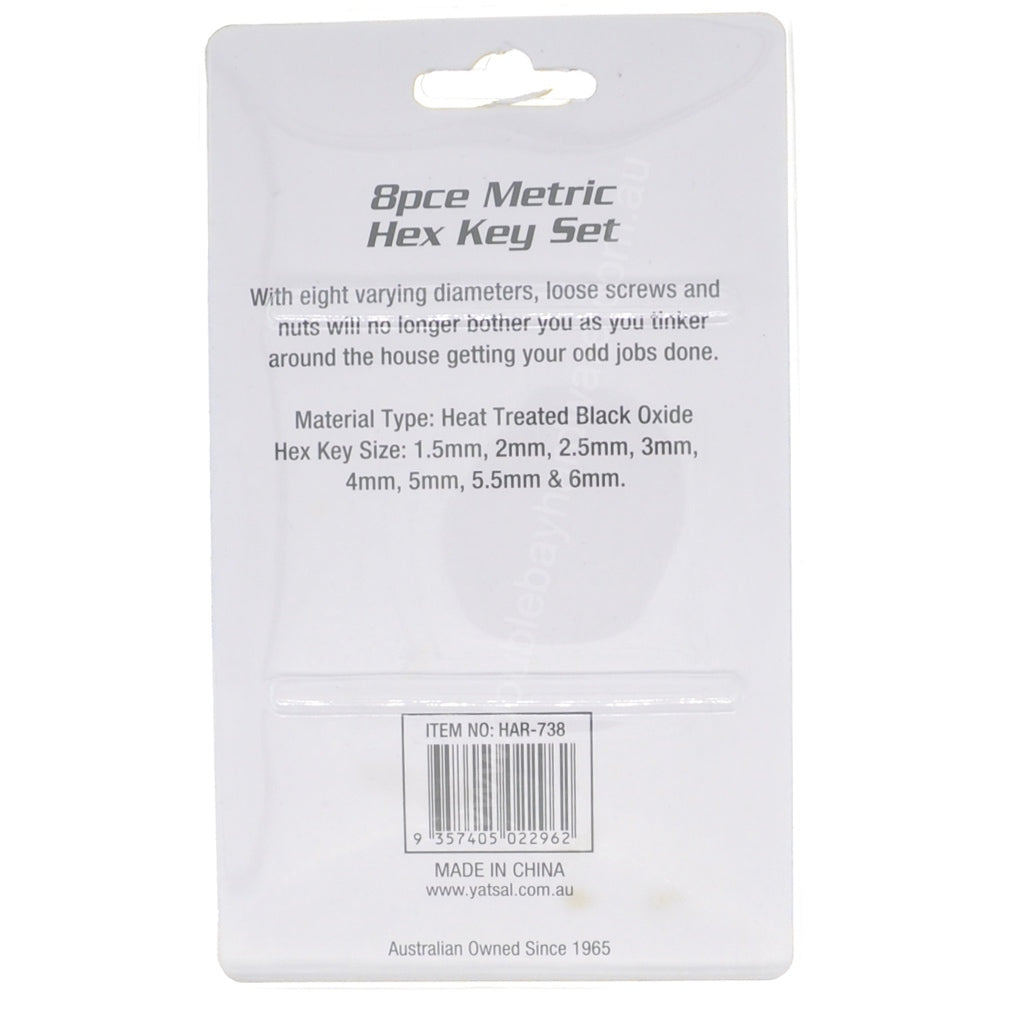 8pce Metric
Hex Key Set
With eight varying diameters, loose screws and
nuts will no longer bother you as you tinker
around the house getting your odd jobs done.
Material Type: Heat Treated Black Oxide
Hex Key Size: 1.5mm, 2mm, 2.5mm, 3mm,
4mm, 5mm, 5.5mm & 6mm.
ITEM NO: HAR-738
9 357405 022962
MADE IN CHINA
www.yatsal.com.au
Australian Owned Since 1965